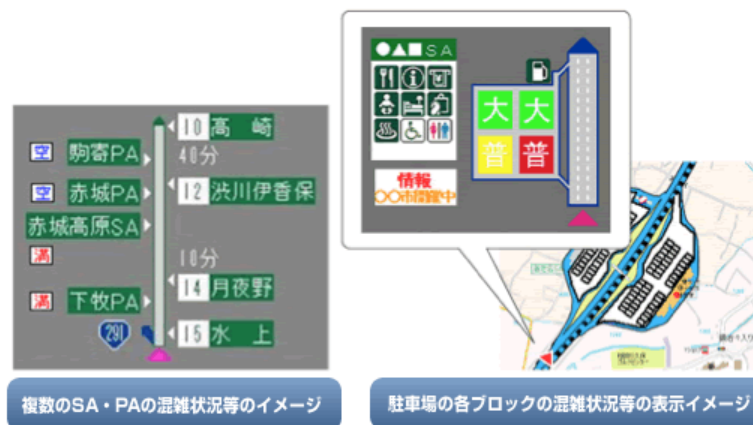 10 高崎
空 駒寄PA
40分
空 赤城PA
12 渋川伊香保
赤城高原SA
満
10分
14 月夜野
満 下牧PA
291
15 水上
複数のSA・PAの混雑状況等のイメージ
●▲■SA
大 大
普 普
情報
○○市開催中
駐車場の各ブロックの混雑状況等の表示イメージ